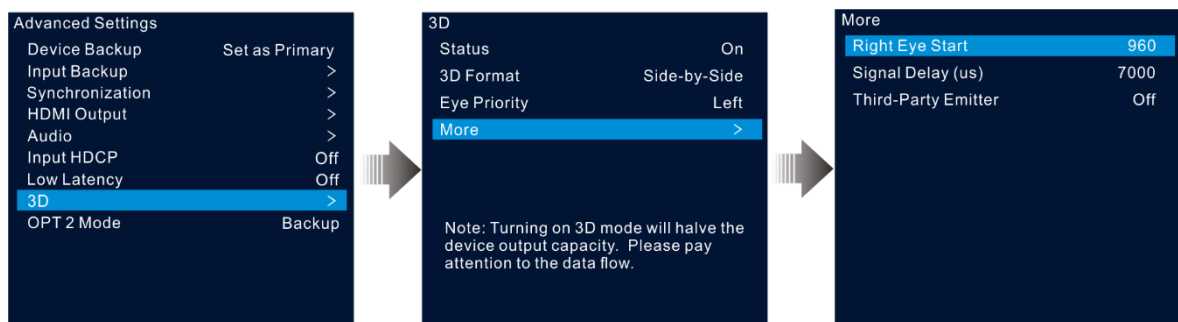 Advanced Settings
Device Backup Set as Primary
Input Backup >
Synchronization >
HDMI Output >
Audio >
Input HDCP Off
Low Latency Off
3D >
OPT 2 Mode Backup
3D
Status On
3D Format Side-by-Side
Eye Priority Left
More >
Note: Turning on 3D mode will halve the
device output capacity. Please pay
attention to the data flow.
More
Right Eye Start 960
Signal Delay (us) 7000
Third-Party Emitter Off